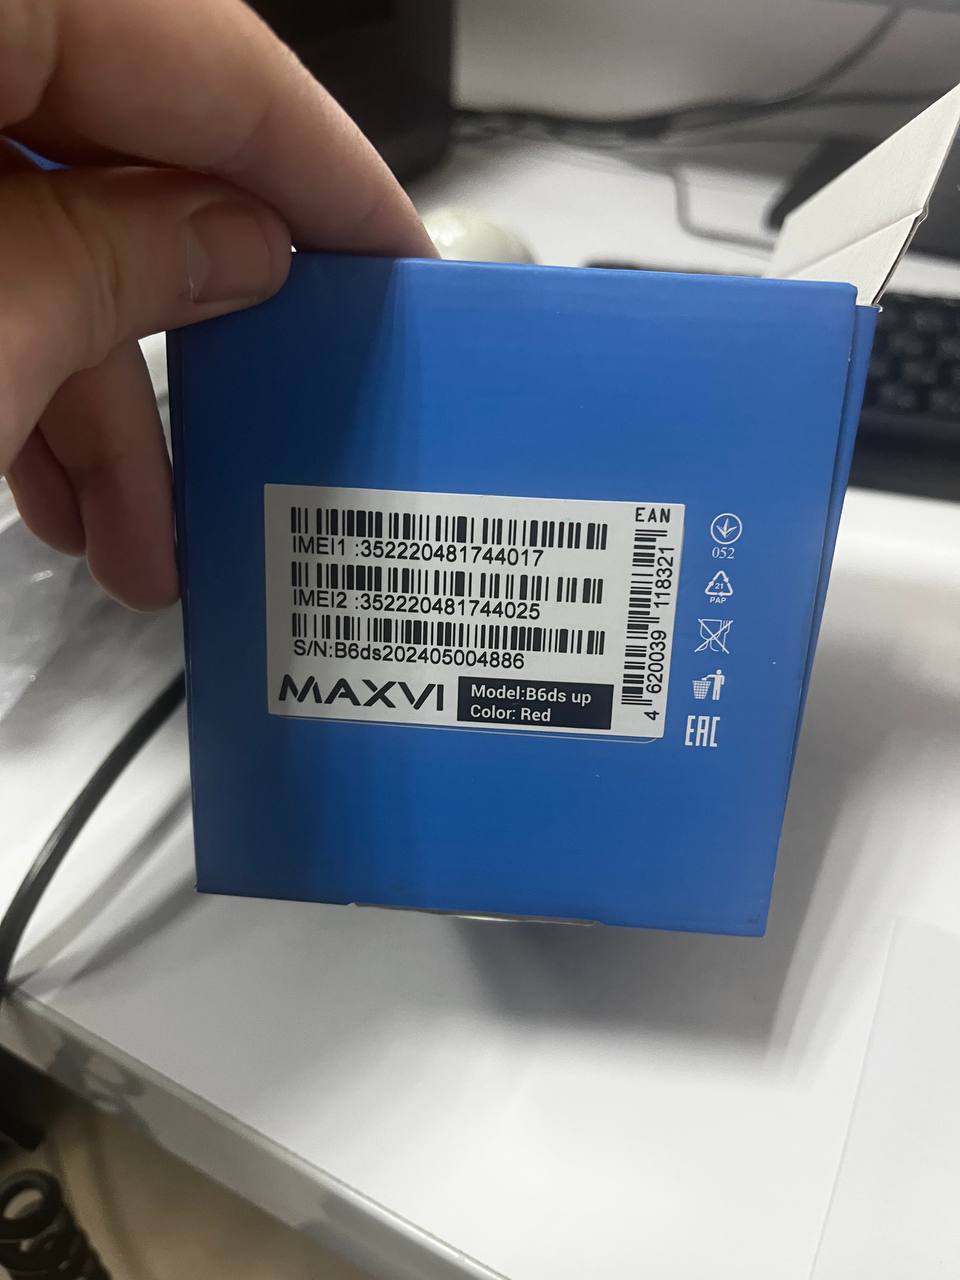 EAN
IMEI1 :352220481744017
IMEI2 :352220481744025
S/N:B6ds202405004886
MAXVI
Model:B6ds up
Color: Red
4 620039 118321
052
21
PAP
EAC